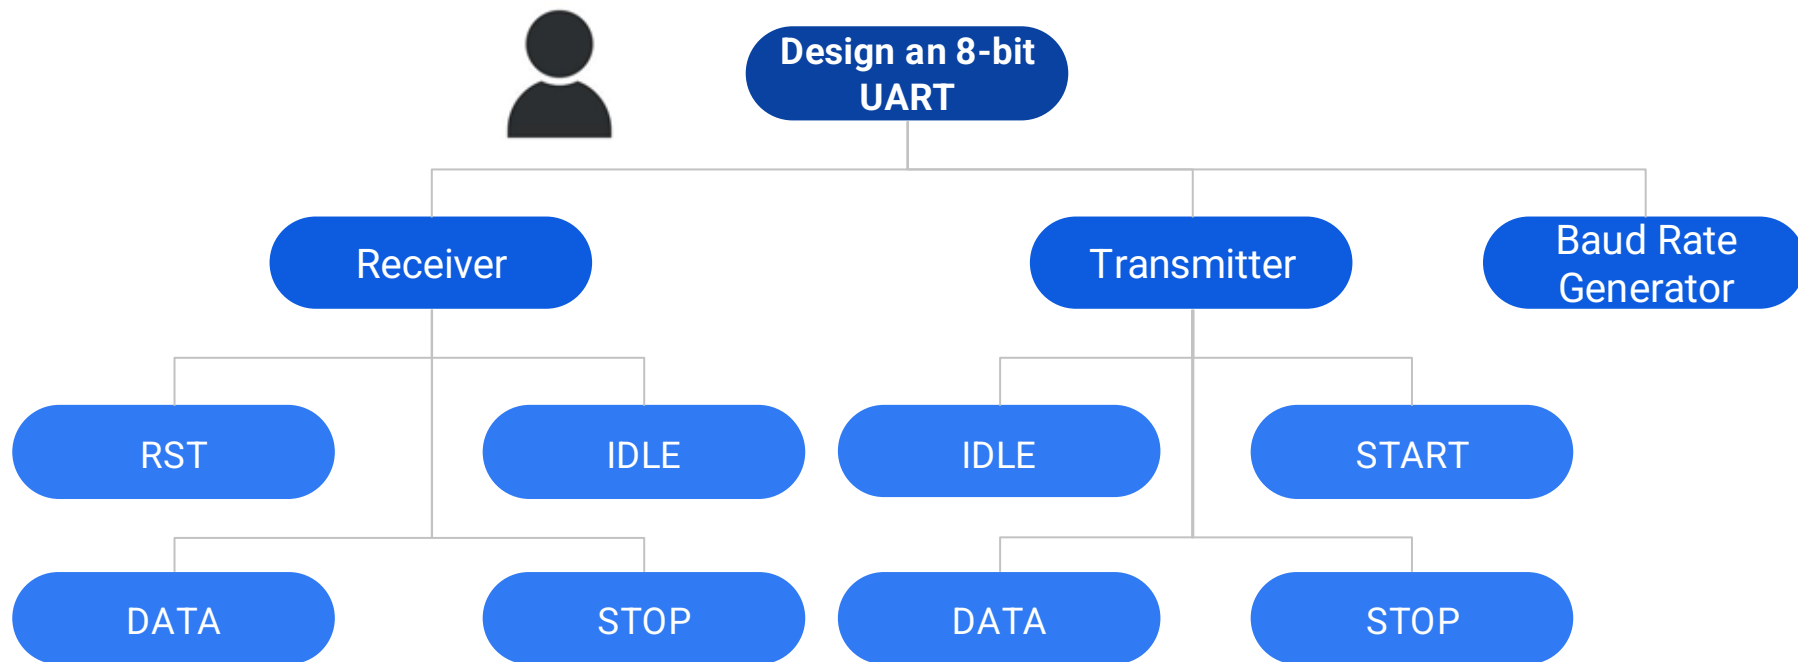 Design an 8-bit
UART
Receiver
Transmitter
Baud Rate
Generator
RST
IDLE
IDLE
START
DATA
STOP
DATA
STOP